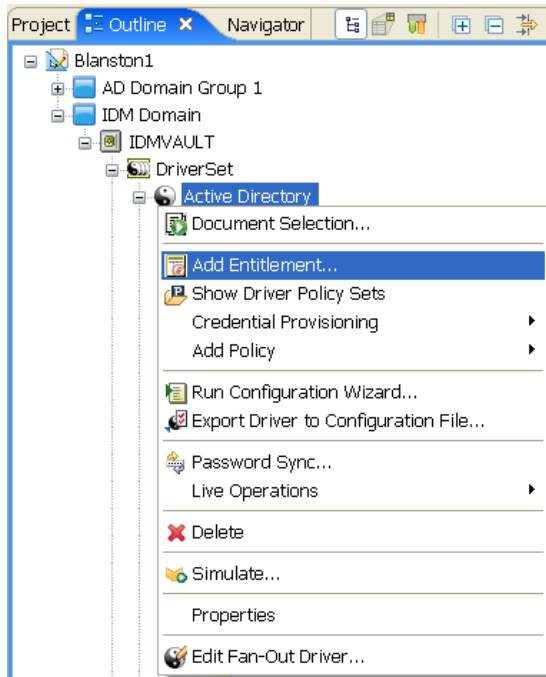 Project Outline Navigator
Blanston1
AD Domain Group 1
IDM Domain
IDMVAULT
DriverSet
Active Directory
Document Selection...
Add Entitlement...
Show Driver Policy Sets
Credential Provisioning
Add Policy
Run Configuration Wizard...
Export Driver to Configuration File...
Password Sync...
Live Operations
Delete
Simulate...
Properties
Edit Fan-Out Driver...